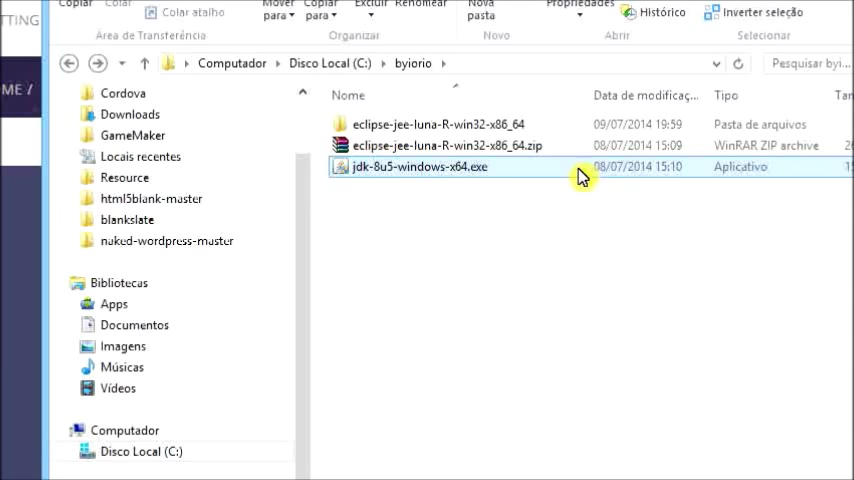 TTING
OME /
Copiar
Colar
Colar atalho
Mover para
Copiar para
Excluir
Renomear
Nova pasta
Propriedades
Histórico
Inverter seleção
Área de Transferência
Organizar
Novo
Abrir
Selecionar
Computador
Disco Local (C:)
byiorio
Pesquisar byi...
Nome
Data de modificaç...
Tipo
Tan
Cordova
Downloads
GameMaker
Locais recentes
Resource
html5blank-master
blankslate
naked-wordpress-master
Bibliotecas
Apps
Documentos
Imagens
Músicas
Vídeos
Computador
Disco Local (C:)
eclipse-jee-luna-R-win32-x86_64 09/07/2014 19:59 Pasta de arquivos
eclipse-jee-luna-R-win32-x86_64.zip 08/07/2014 15:09 WinRAR ZIP archive 26
jdk-8u5-windows-x64.exe 08/07/2014 15:10 Aplicativo 15